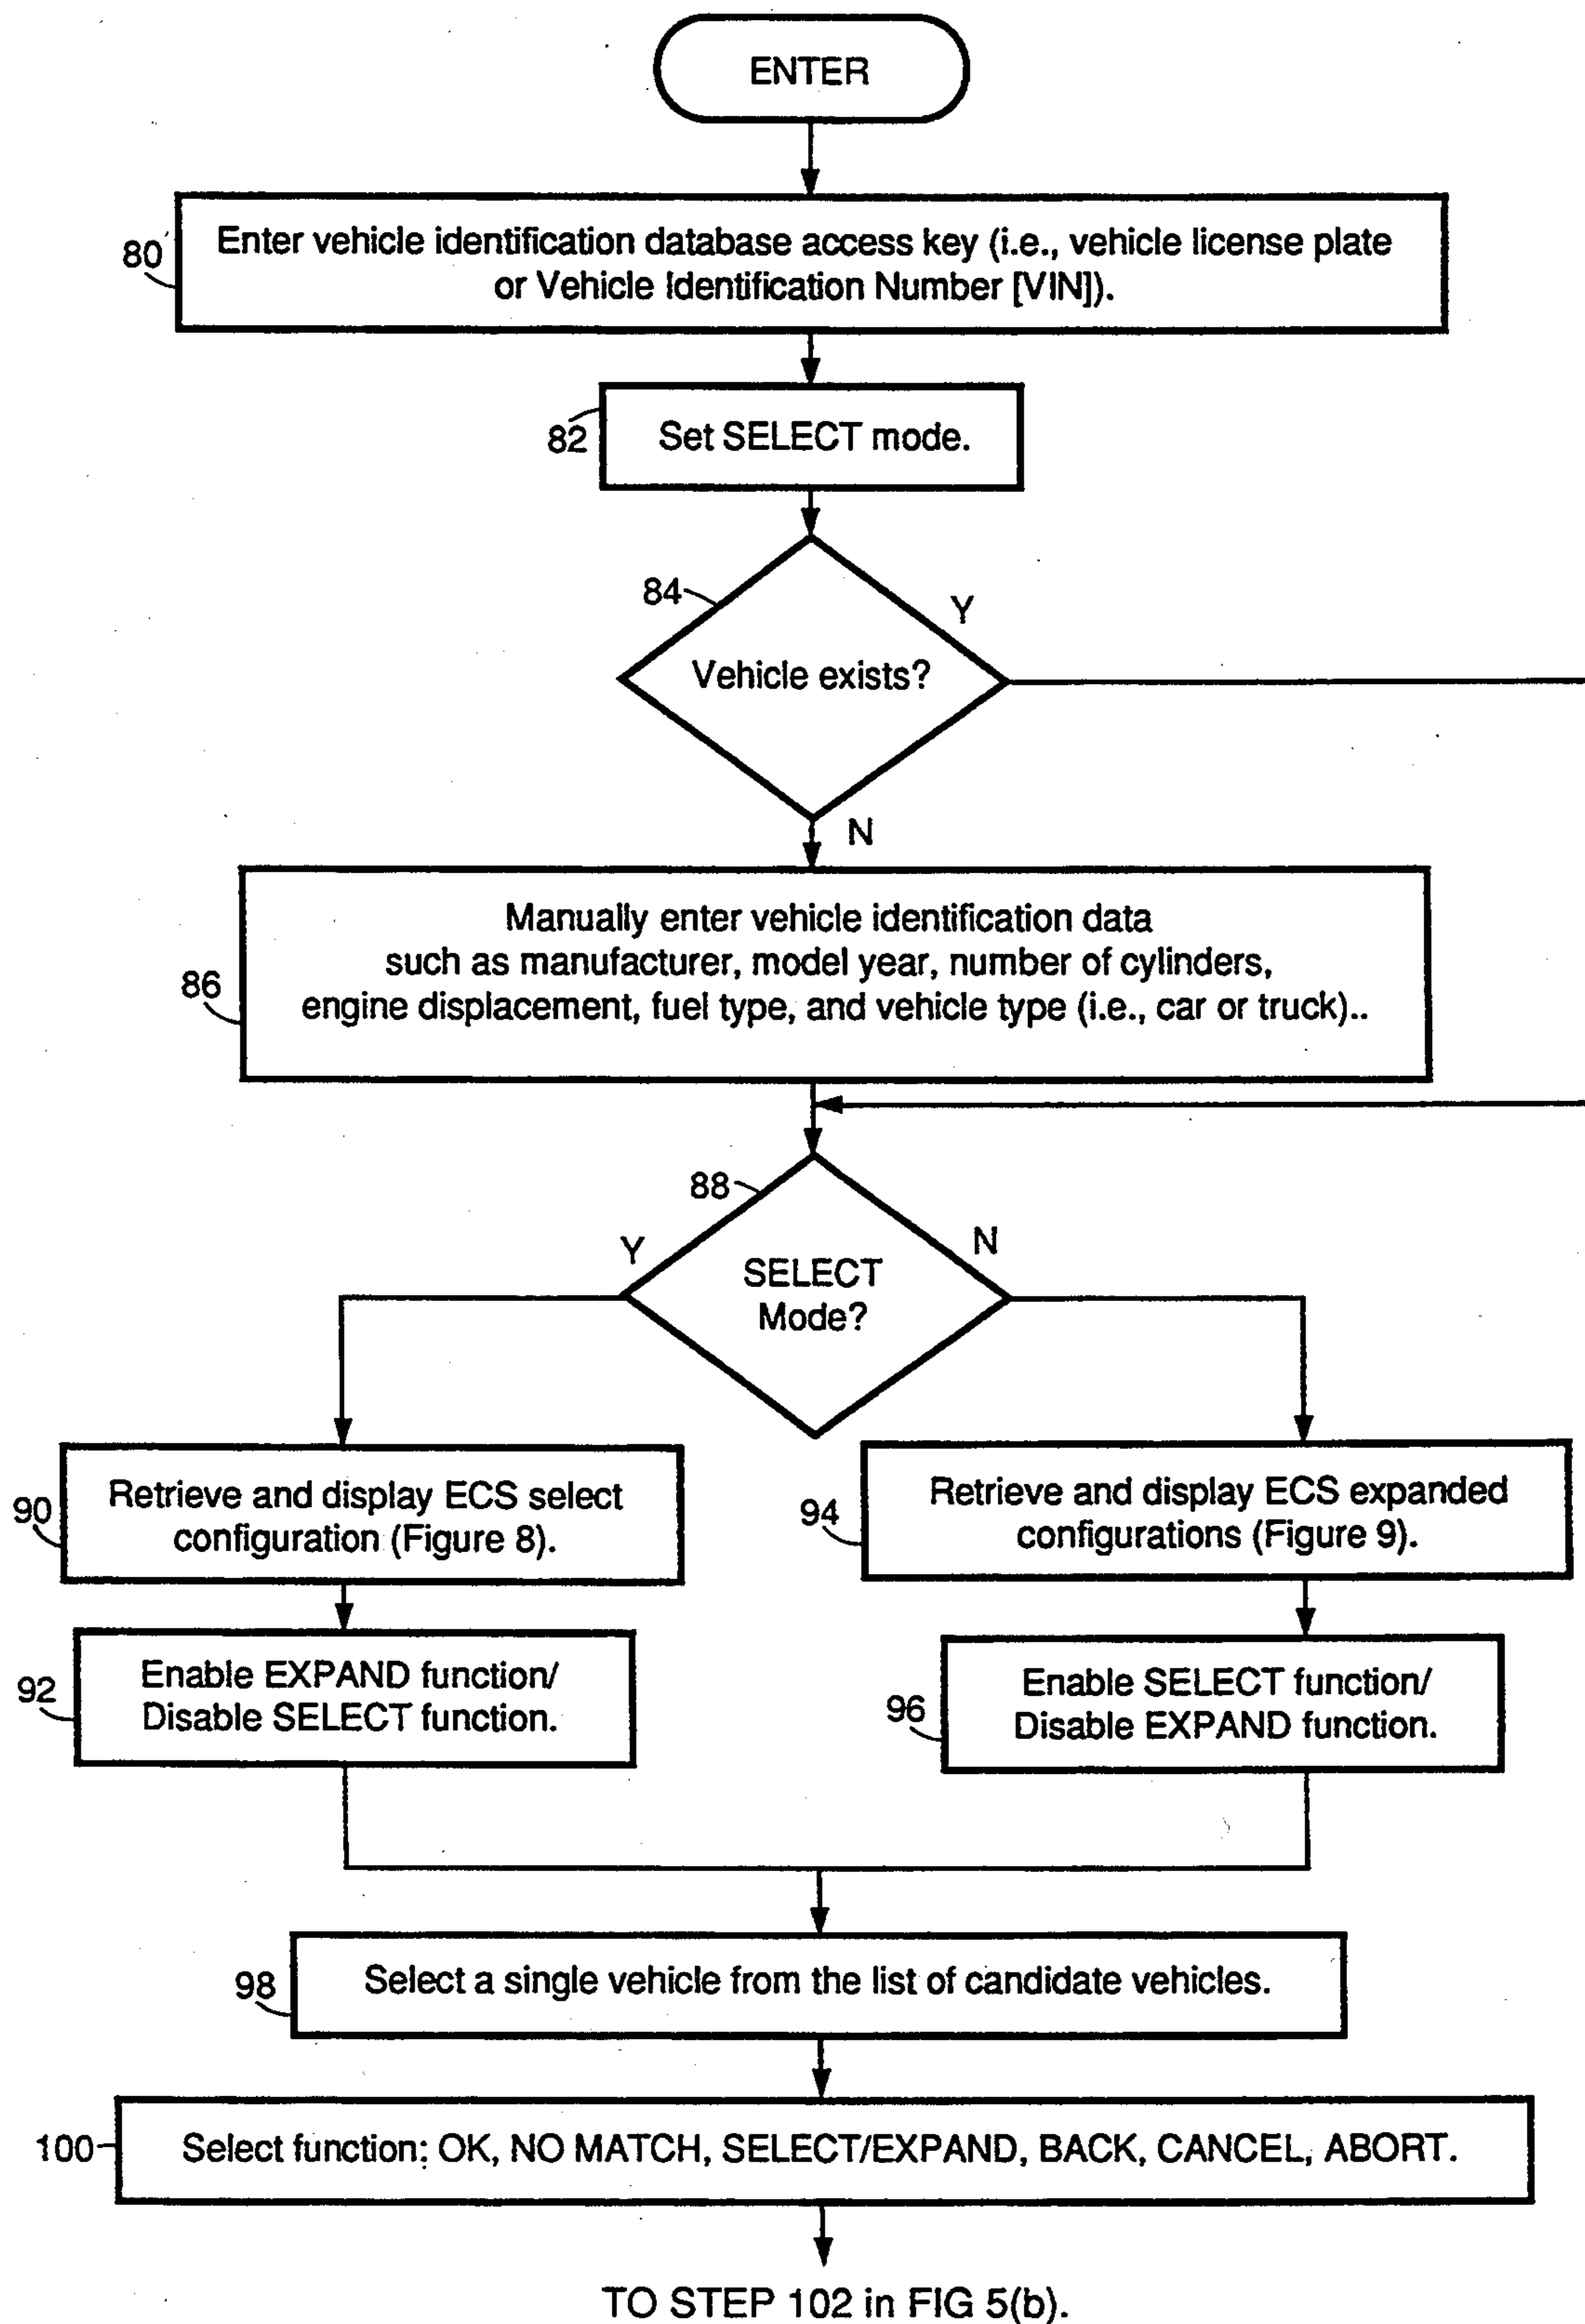 ENTER
80
Enter vehicle identification database access key (i.e., vehicle license plate
or Vehicle Identification Number [VIN]).
82
Set SELECT mode.
84
Y
Vehicle exists?
N
Manually enter vehicle identification data
such as manufacturer, model year, number of cylinders,
86
engine displacement, fuel type, and vehicle type (i.e., car or truck)..
88
Y
N
SELECT
Mode?
90
Retrieve and display ECS select
configuration (Figure 8).
94
Retrieve and display ECS expanded
configurations (Figure 9).
92
Enable EXPAND function/
Disable SELECT function.
96
Enable SELECT function/
Disable EXPAND function.
98
Select a single vehicle from the list of candidate vehicles.
100
Select function: OK, NO MATCH, SELECT/EXPAND, BACK, CANCEL, ABORT.
TO STEP 102 in FIG 5(b).